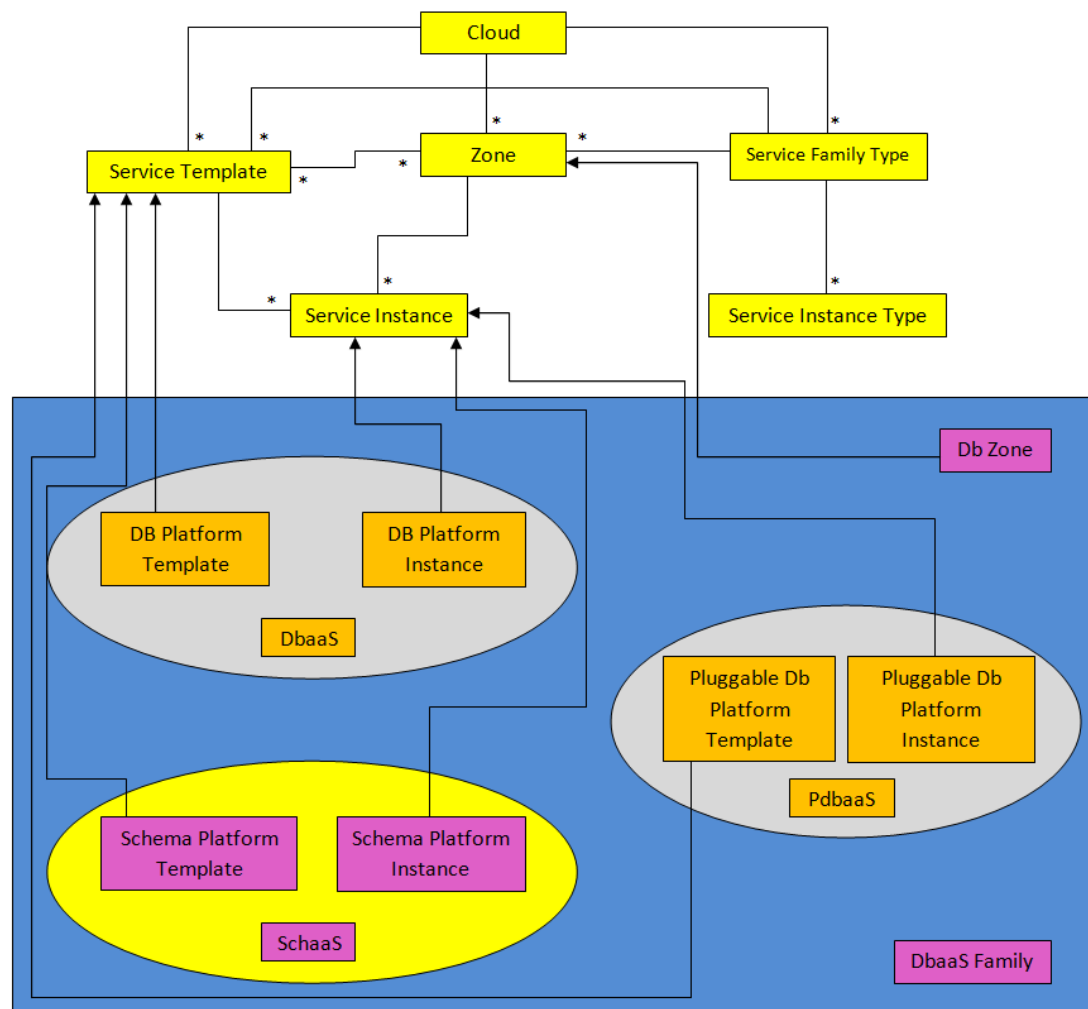 Cloud
*
*
*
*
*
Service Template
*
*
Zone
Service Family Type
*
*
Service Instance
*
Service Instance Type
Db Zone
DB Platform
Template
DB Platform
Instance
DbaaS
Pluggable Db
Platform
Template
Pluggable Db
Platform
Instance
PdbaaS
Schema Platform
Template
Schema Platform
Instance
SchaaS
DbaaS Family